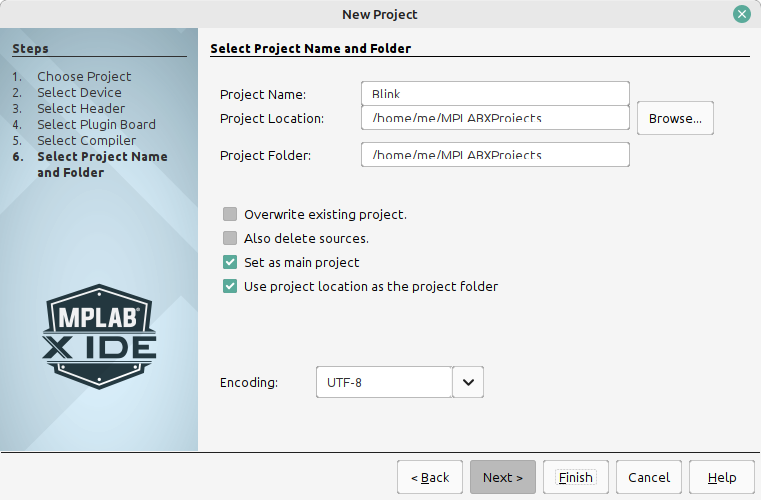 New Project
Steps
1. Choose Project
2. Select Device
3. Select Header
4. Select Plugin Board
5. Select Compiler
6. Select Project Name
and Folder
MPLAB®
X IDE
Select Project Name and Folder
Project Name: Blink
Project Location: /home/me/MPLABXProjects Browse...
Project Folder: /home/me/MPLABXProjects
Overwrite existing project.
Also delete sources.
Set as main project
Use project location as the project folder
Encoding: UTF-8
< Back Next > Finish Cancel Help